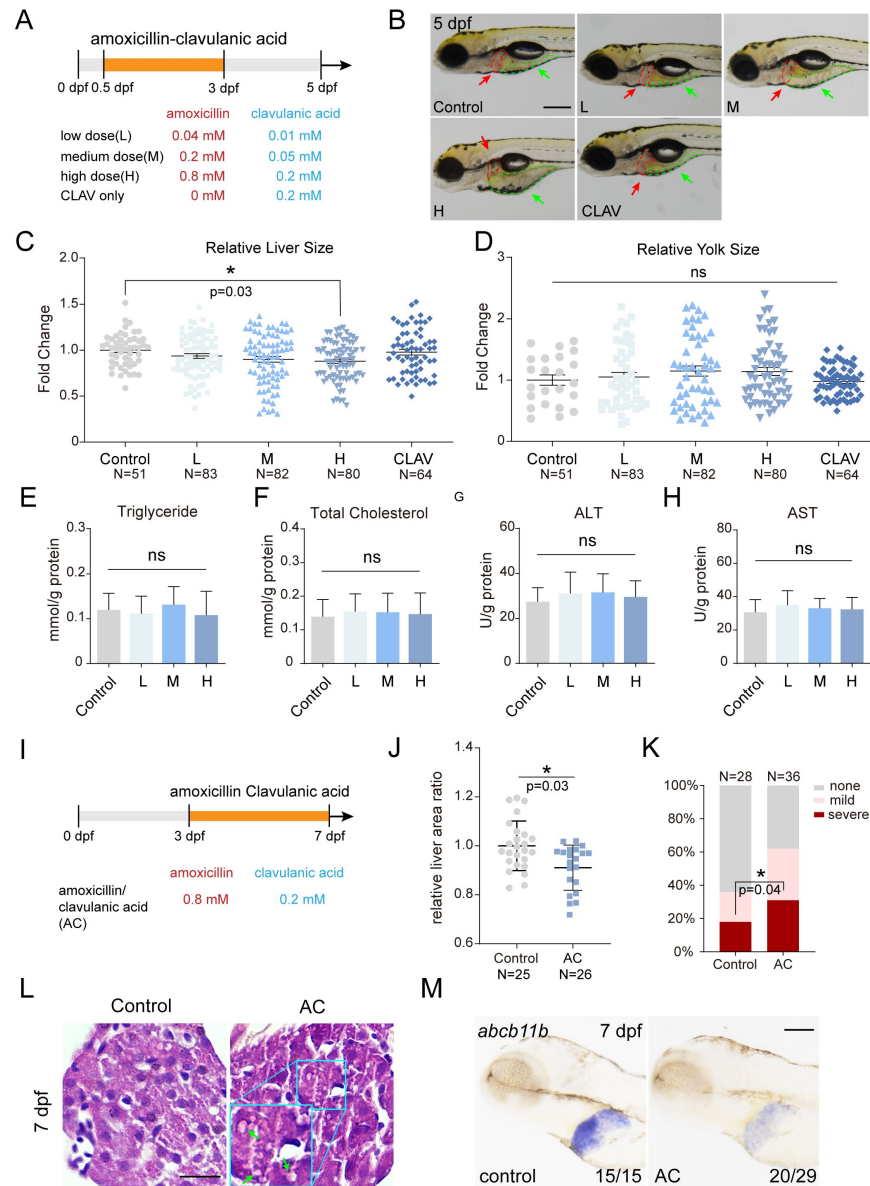 A
amoxicillin-clavulanic acid
0 dpf 0.5 dpf 3 dpf 5 dpf
amoxicillin clavulanic acid
low dose(L) 0.04 mM 0.01 mM
medium dose(M) 0.2 mM 0.05 mM
high dose(H) 0.8 mM 0.2 mM
CLAV only 0 mM 0.2 mM
B
5 dpf
Control L M
H CLAV
C
Relative Liver Size
*
p=0.03
Fold Change
2.0
1.5
1.0
0.5
0
Control L M H CLAV
N=51 N=83 N=82 N=80 N=64
D
Relative Yolk Size
ns
Fold Change
3
2
1
0
Control L M H CLAV
N=51 N=83 N=82 N=80 N=64
E
Triglyceride
ns
mmol/g protein
0.3
0.2
0.1
0
Control L M H
F
Total Cholesterol
ns
mmol/g protein
0.4
0.3
0.2
0.1
0
Control L M H
G
ALT
ns
U/g protein
60
40
20
0
Control L M H
H
AST
ns
U/g protein
80
60
40
20
0
Control L M H
I
amoxicillin Clavulanic acid
0 dpf 3 dpf 7 dpf
amoxicillin clavulanic acid
amoxicillin/
clavulanic acid 0.8 mM 0.2 mM
(AC)
J
*
p=0.03
relative liver area ratio
1.4
1.2
1.0
0.8
0.6
Control AC
N=25 N=26
K
N=28 N=36
none
mild
severe
100%
80%
60%
40%
20%
0%
*
p=0.04
Control AC
L
Control AC
7 dpf
M
abcb11b 7 dpf
control 15/15
AC 20/29